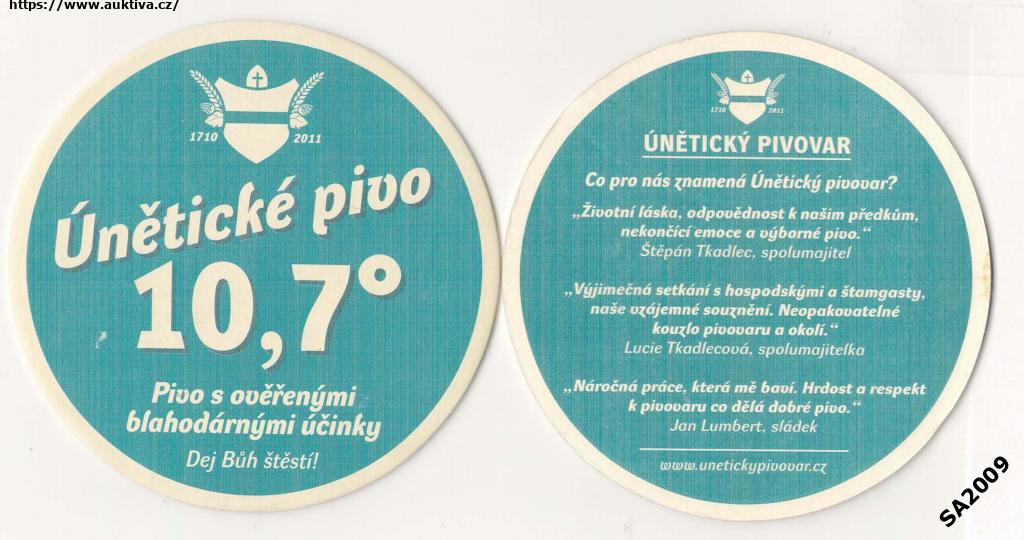 https://www.auktiva.cz/
1710 2011
Únětické pivo
10,7°
Pivo s ověřenými
blahodárnými účinky
Dej Bůh štěstí!
1710 2011
ÚNĚTICKÝ PIVOVAR
Co pro nás znamená Únětický pivovar?
„Životní láska, odpovědnost k našim předkům,
nekončící emoce a výborné pivo.“
Štěpán Tkadlec, spolumajitel
„Výjimečná setkání s hospodskými a štamgasty,
naše vzájemné souznění. Neopakovatelné
kouzlo pivovaru a okolí.“
Lucie Tkadlecová, spolumajitelka
„Náročná práce, která mě baví. Hrdost a respekt
k pivovaru co dělá dobré pivo.“
Jan Lumbert, sládek
www.unetickypivovar.cz
SA2009